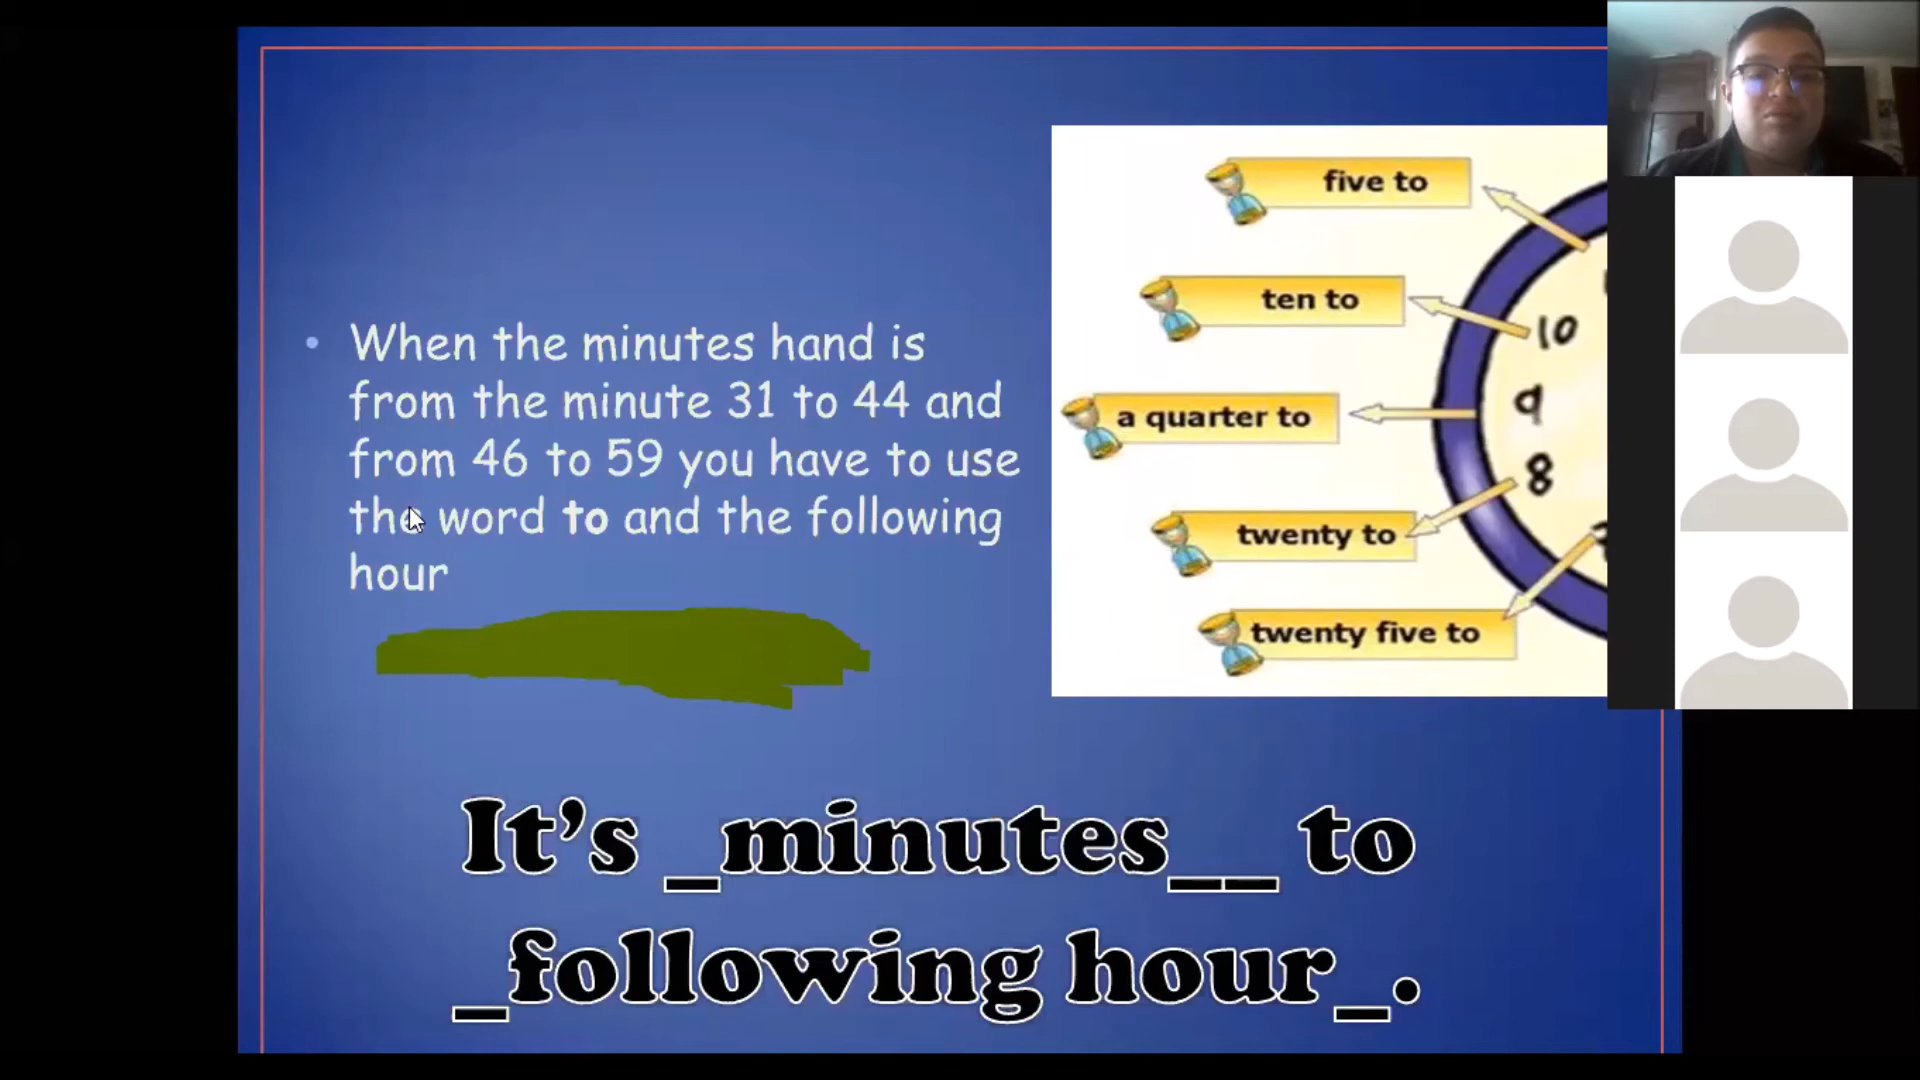 When the minutes hand is
from the minute 31 to 44 and
from 46 to 59 you have to use
the word to and the following
hour
five to
ten to
a quarter to
twenty to
twenty five to
10
9
8
It's _minutes__ to
_following hour_.